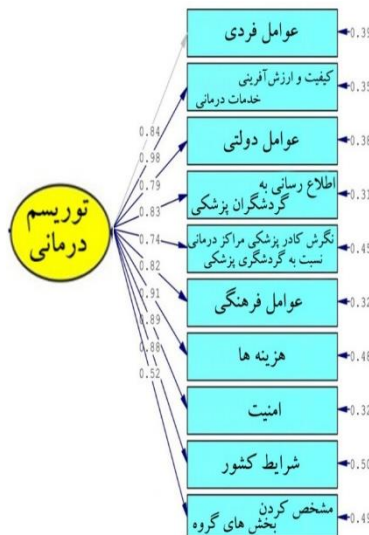 عوامل فردی
0.39
کیفیت و ارزش آفرینی
خدمات درمانی
0.35
عوامل دولتی
0.38
اطلاع رسانی به
گردشگران پزشکی
0.31
نگرش کادر پزشکی مراکز درمانی
نسبت به گردشگری پزشکی
0.45
عوامل فرهنگی
0.32
هزینه ها
0.48
امنیت
0.32
شرایط کشور
0.50
مشخص کردن
بخش های گروه
0.49
توریسم
درمانی
0.84
0.98
0.79
0.83
0.74
0.82
0.91
0.89
0.88
0.52